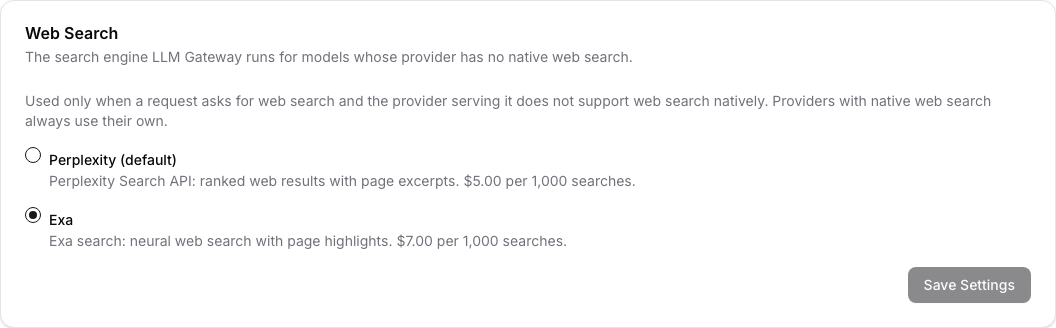 Web Search
The search engine LLM Gateway runs for models whose provider has no native web search.
Used only when a request asks for web search and the provider serving it does not support web search natively. Providers with native web search
always use their own.
Perplexity (default)
Perplexity Search API: ranked web results with page excerpts. $5.00 per 1,000 searches.
Exa
Exa search: neural web search with page highlights. $7.00 per 1,000 searches.
Save Settings